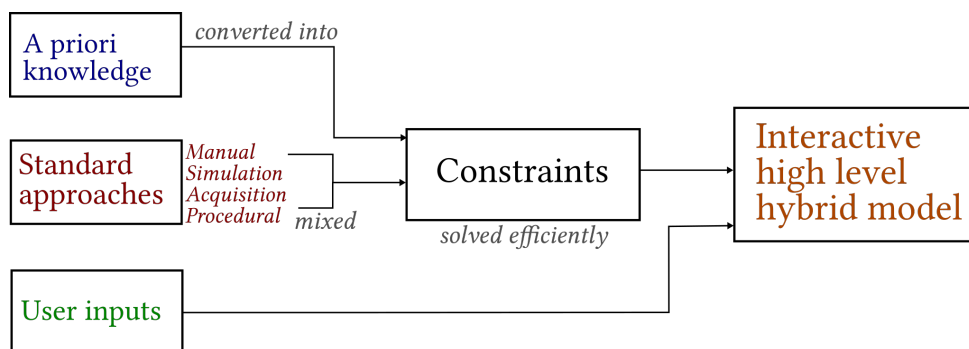 converted into
A priori
knowledge
Standard
approaches
Manual
Simulation
Acquisition
Procedural
mixed
Constraints
solved efficiently
Interactive
high level
hybrid model
User inputs